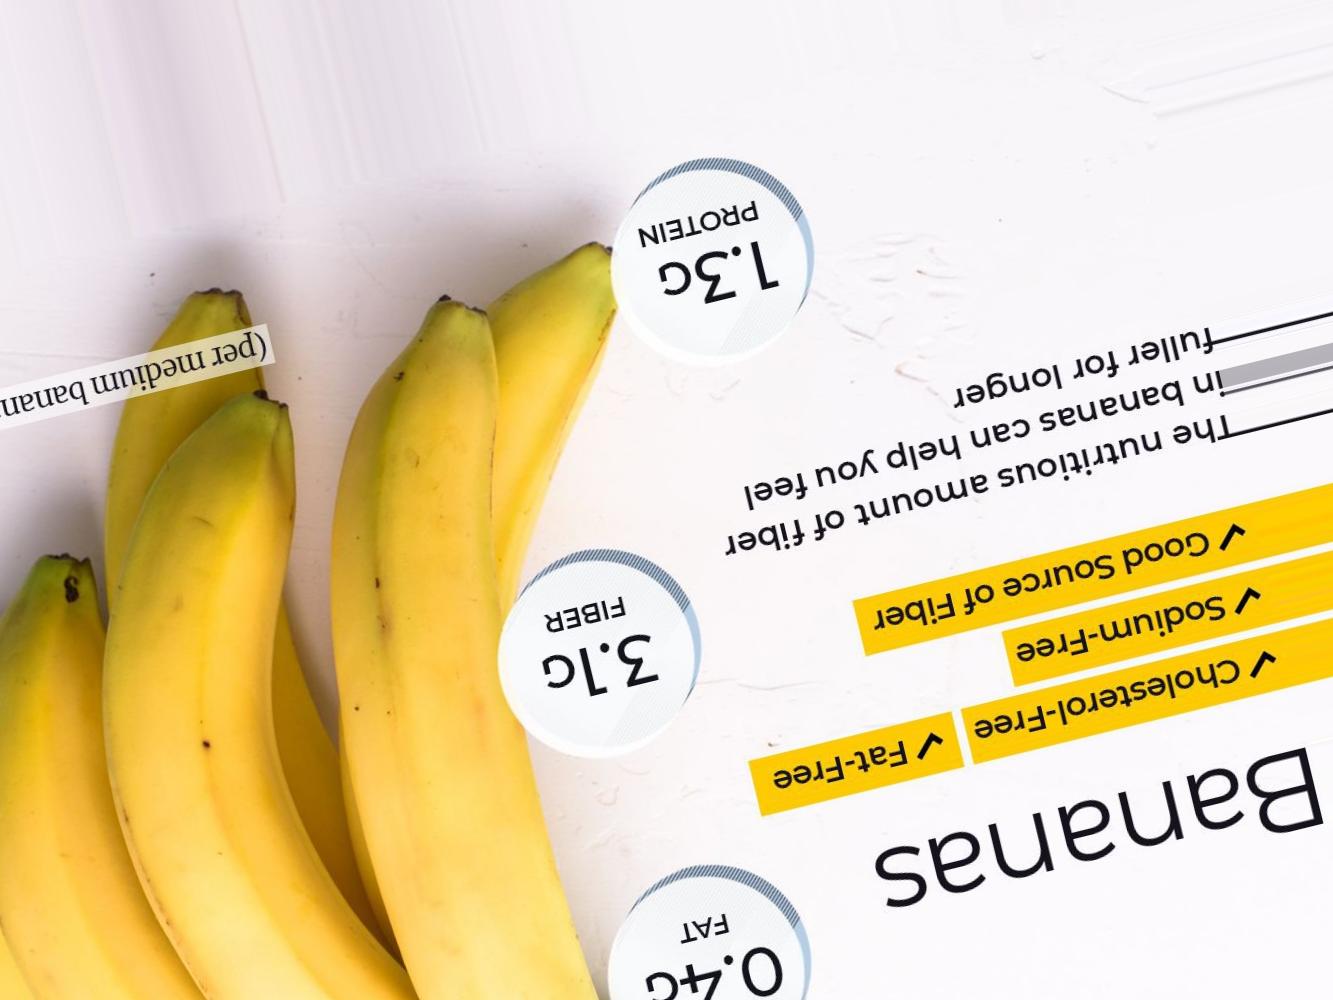 Bananas
✓ Fat-Free
✓ Cholesterol-Free
✓ Sodium-Free
✓ Good Source of Fiber
The nutritious amount of fiber
in bananas can help you feel
fuller for longer
0.4G
FAT
3.1G
FIBER
1.3G
PROTEIN
(per medium